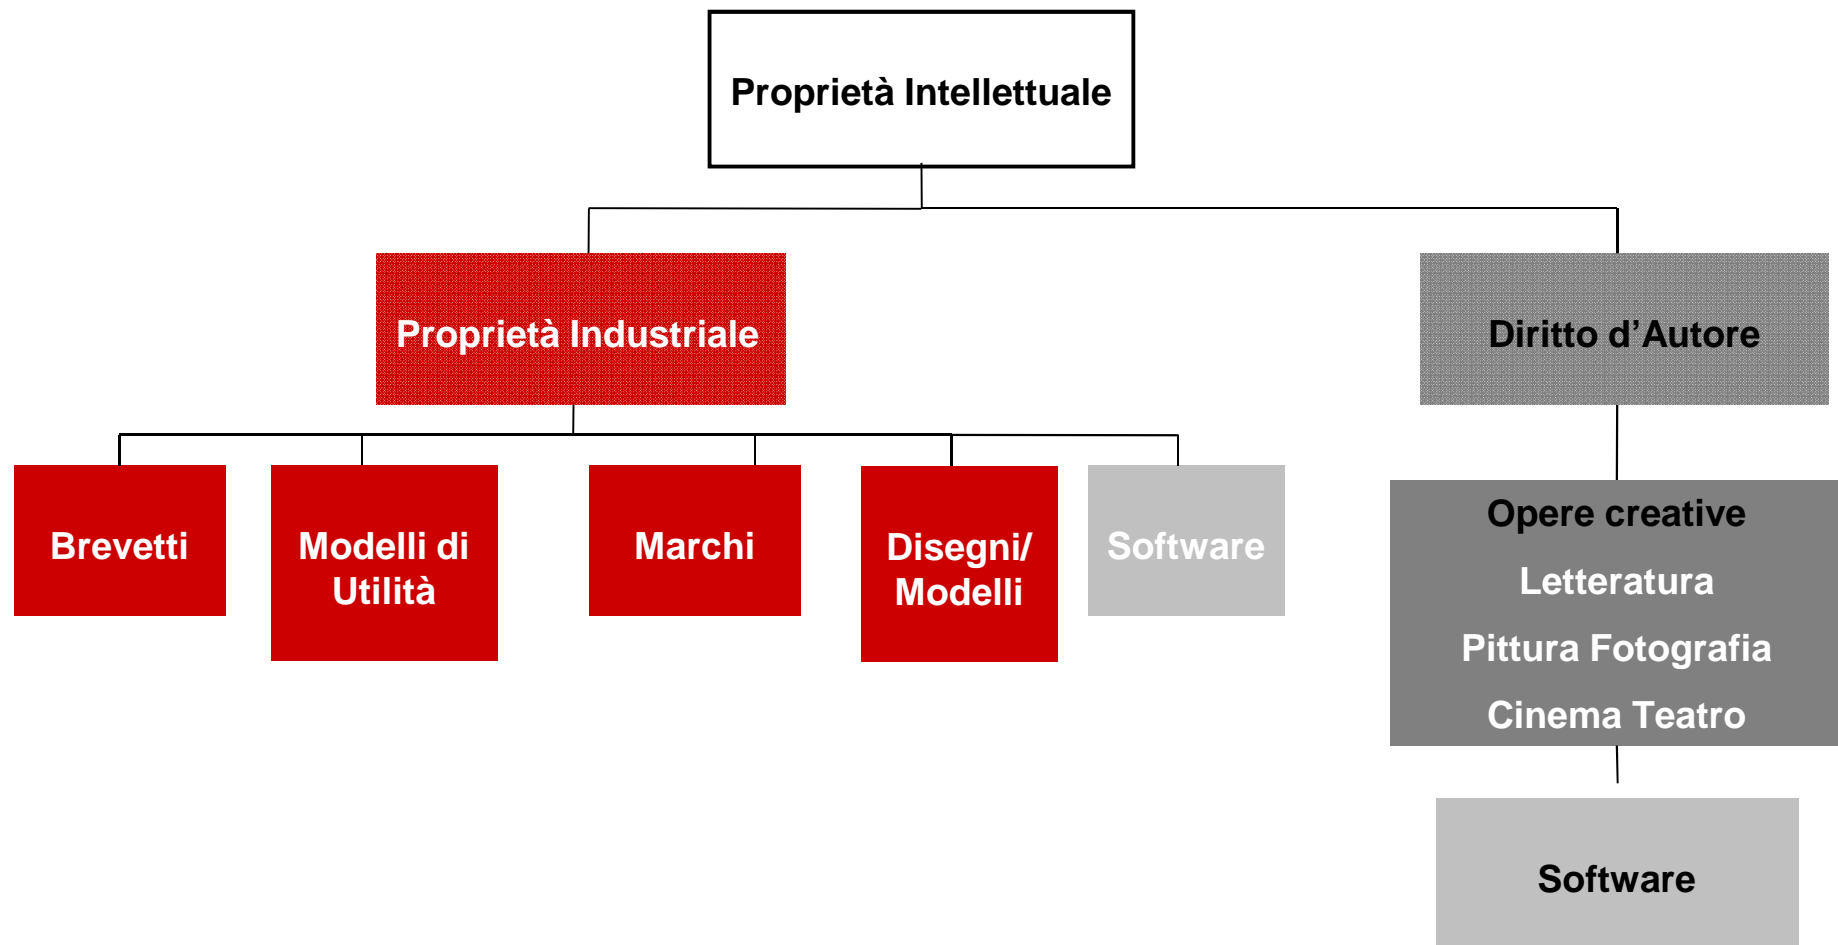 Proprietà Intellettuale
Proprietà Industriale
Diritto d’Autore
Brevetti
Modelli di
Utilità
Marchi
Disegni/
Modelli
Software
Opere creative
Letteratura
Pittura Fotografia
Cinema Teatro
Software